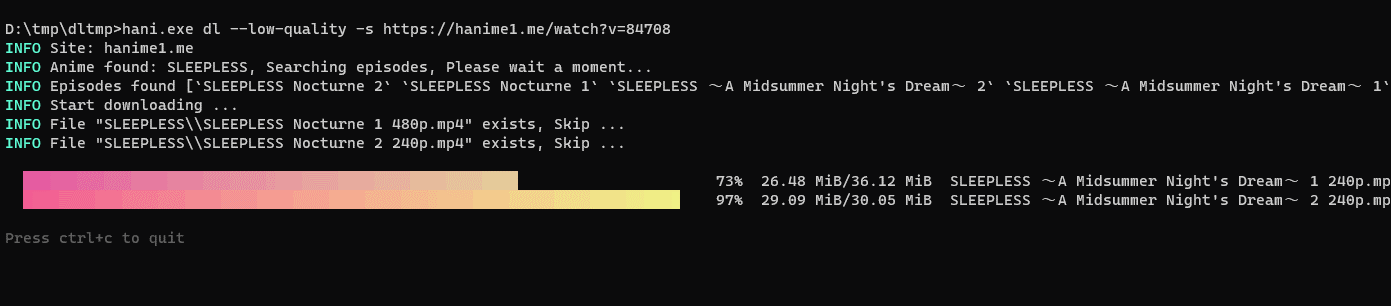 D:\tmp\dltmp>hani.exe dl --low-quality -s https://hanime1.me/watch?v=84708
INFO Site: hanime1.me
INFO Anime found: SLEEPLESS, Searching episodes, Please wait a moment...
INFO Episodes found [`SLEEPLESS Nocturne 2` `SLEEPLESS Nocturne 1` `SLEEPLESS ～A Midsummer Night's Dream～ 2` `SLEEPLESS ～A Midsummer Night's Dream～ 1`
INFO Start downloading ...
INFO File "SLEEPLESS\\SLEEPLESS Nocturne 1 480p.mp4" exists, Skip ...
INFO File "SLEEPLESS\\SLEEPLESS Nocturne 2 240p.mp4" exists, Skip ...
73% 26.48 MiB/36.12 MiB SLEEPLESS ～A Midsummer Night's Dream～ 1 240p.mp
97% 29.09 MiB/30.05 MiB SLEEPLESS ～A Midsummer Night's Dream～ 2 240p.mp
Press ctrl+c to quit